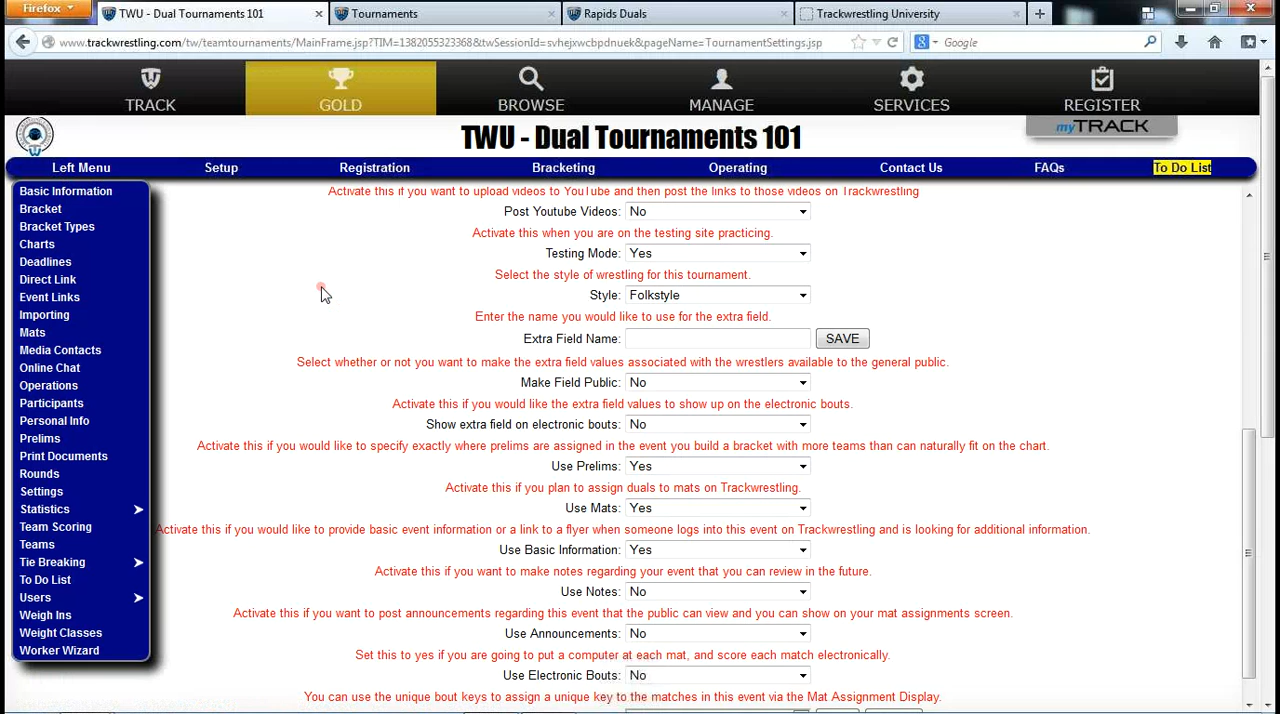 Firefox
TWU - Dual Tournaments 101
Tournaments
Rapids Duals
Trackwrestling University
www.trackwrestling.com/tw/teamtournaments/MainFrame.jsp?TIM=1382055323368&twSessionId=svhejxwcbpdnuek&pageName=TournamentSettings.jsp
Google
TRACK
GOLD
BROWSE
MANAGE
SERVICES
REGISTER
myTRACK
TWU - Dual Tournaments 101
Left Menu
Setup
Registration
Bracketing
Operating
Contact Us
FAQs
To Do List
Basic Information
Bracket
Bracket Types
Charts
Deadlines
Direct Link
Event Links
Importing
Mats
Media Contacts
Online Chat
Operations
Participants
Personal Info
Prelims
Print Documents
Rounds
Settings
Statistics
Team Scoring
Teams
Tie Breaking
To Do List
Users
Weigh Ins
Weight Classes
Worker Wizard
Activate this if you want to upload videos to YouTube and then post the links to those videos on Trackwrestling
Post Youtube Videos: No
Activate this when you are on the testing site practicing.
Testing Mode: Yes
Select the style of wrestling for this tournament.
Style: Folkstyle
Enter the name you would like to use for the extra field.
Extra Field Name: SAVE
Select whether or not you want to make the extra field values associated with the wrestlers available to the general public.
Make Field Public: No
Activate this if you would like the extra field values to show up on the electronic bouts.
Show extra field on electronic bouts: No
Activate this if you would like to specify exactly where prelims are assigned in the event you build a bracket with more teams than can naturally fit on the chart.
Use Prelims: Yes
Activate this if you plan to assign duals to mats on Trackwrestling.
Use Mats: Yes
Activate this if you would like to provide basic event information or a link to a flyer when someone logs into this event on Trackwrestling and is looking for additional information.
Use Basic Information: Yes
Activate this if you want to make notes regarding your event that you can review in the future.
Use Notes: No
Activate this if you want to post announcements regarding this event that the public can view and you can show on your mat assignments screen.
Use Announcements: No
Set this to yes if you are going to put a computer at each mat, and score each match electronically.
Use Electronic Bouts: No
You can use the unique bout keys to assign a unique key to the matches in this event via the Mat Assignment Display.